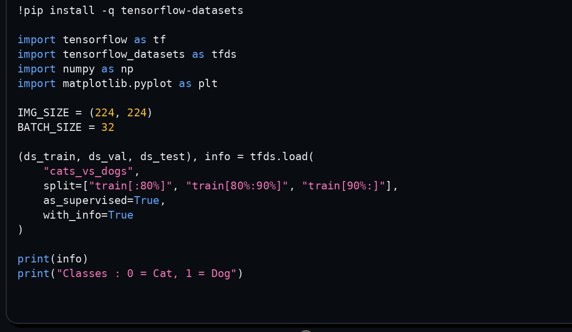 !pip install -q tensorflow-datasets
import tensorflow as tf
import tensorflow_datasets as tfds
import numpy as np
import matplotlib.pyplot as plt
IMG_SIZE = (224, 224)
BATCH_SIZE = 32
(ds_train, ds_val, ds_test), info = tfds.load(
    "cats_vs_dogs",
    split=["train[:80%]", "train[80%:90%]", "train[90%:]"],
    as_supervised=True,
    with_info=True
)
print(info)
print("Classes : 0 = Cat, 1 = Dog")